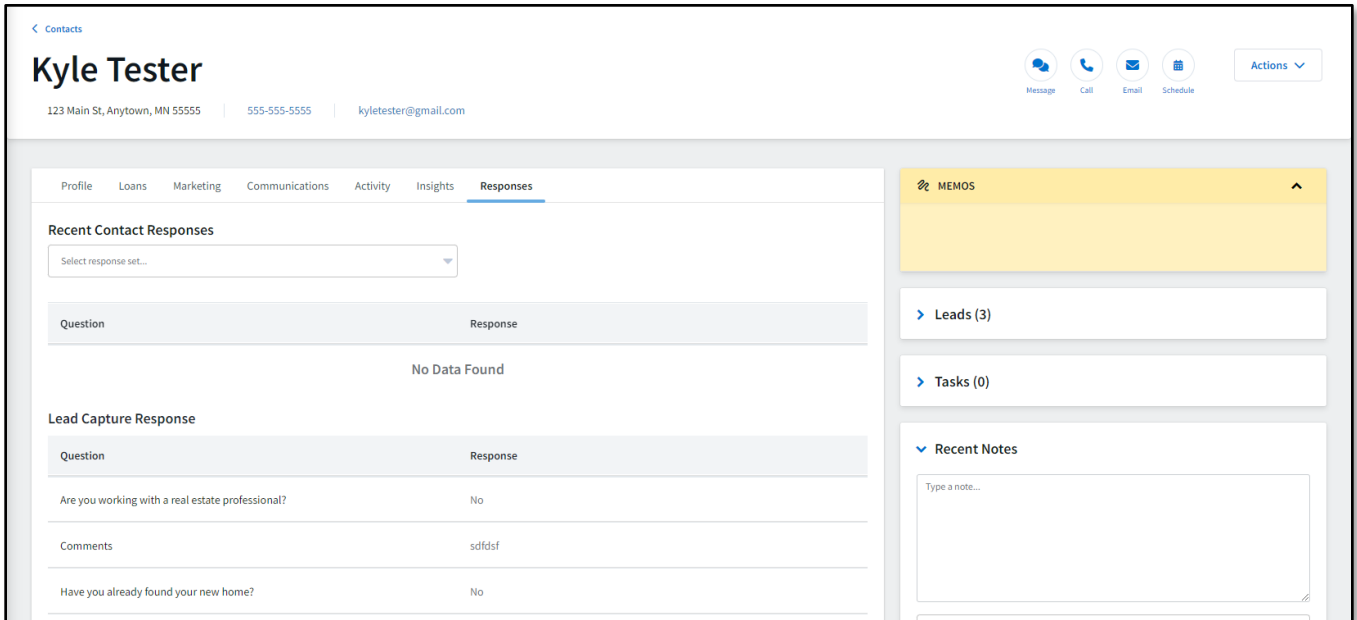 Contacts
Kyle Tester
123 Main St, Anytown, MN 55555 555-555-5555 kyletester@gmail.com
Message Call Email Schedule
Actions
Profile Loans Marketing Communications Activity Insights Responses
Recent Contact Responses
Select response set...
Question Response
No Data Found
Lead Capture Response
Question Response
Are you working with a real estate professional? No
Comments sdfdsf
Have you already found your new home? No
MEMOS
Leads (3)
Tasks (0)
Recent Notes
Type a note...